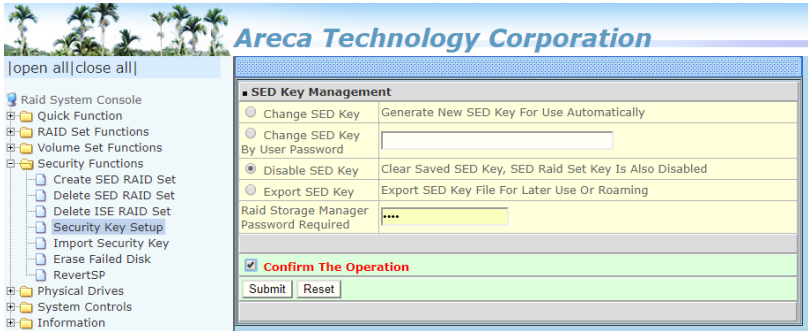 Areca Technology Corporation
|open all|close all|
Raid System Console
Quick Function
RAID Set Functions
Volume Set Functions
Security Functions
Create SED RAID Set
Delete SED RAID Set
Delete ISE RAID Set
Security Key Setup
Import Security Key
Erase Failed Disk
RevertSP
Physical Drives
System Controls
Information
SED Key Management
Change SED Key Generate New SED Key For Use Automatically
Change SED Key
By User Password
Disable SED Key Clear Saved SED Key, SED Raid Set Key Is Also Disabled
Export SED Key Export SED Key File For Later Use Or Roaming
Raid Storage Manager
Password Required ••••
Confirm The Operation
Submit Reset